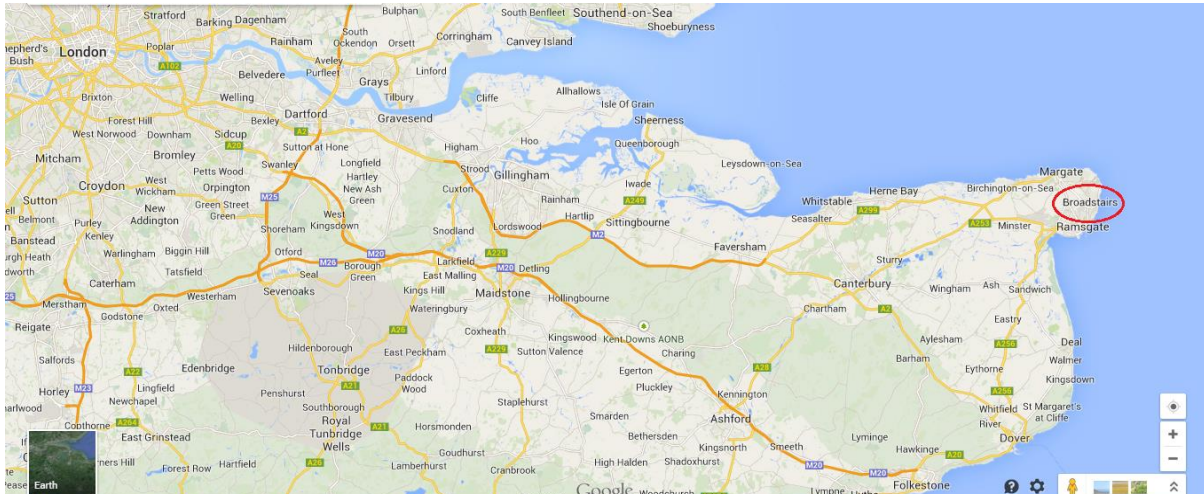 Stratford
Barking Dagenham
Bulphan
South Benfleet
Southend-on-Sea
Shoeburyness
Rainham
South
Ockendon
Orsett
Corringham
Canvey Island
London
Poplar
A102
Shepherd's
Bush
Belvedere
Aveley
Purfleet
Linford
Grays
Tilbury
Brixton
Welling
Dartford
Cliffe
Allhallows
Isle Of Grain
Forest Hill
Bexley
A2
Gravesend
Sheerness
West Norwood
Downham
Sidcup
A20
Sutton at Hone
Higham
Hoo
Queenborough
Mitcham
Bromley
Petts Wood
Swanley
Longfield
Hartley
New Ash
Green
Strood
Gillingham
Leysdown-on-Sea
Croydon
West
Wickham
Orpington
Cuxton
Iwade
Margate
Sutton
New
Addington
Green Street
Green
M25
West
Kingsdown
Rainham
A249
Herne Bay
Birchington-on-Sea
Belmont
Purley
Kenley
Shoreham
Lordswood
Hartlip
Sittingbourne
Whitstable
A299
Broadstairs
Banstead
Warlingham
Biggin Hill
Otford
Snodland
A229
M2
Seasalter
A253
Minster
Ramsgate
Tatsfield
M26
M20
Borough
Green
Larkfield
East Malling
M20
Detling
Faversham
Sturry
Caterham
Seal
Kings Hill
Maidstone
Canterbury
Wingham
Ash
Sandwich
Westerham
Sevenoaks
Wateringbury
Hollingbourne
Merstham
Oxted
Godstone
Chartham
A2
Reigate
A26
Coxheath
Kingswood
Kent Downs AONB
Eastry
Hildenborough
East Peckham
A229
Sutton Valence
Charing
Aylesham
A256
Deal
Salfords
A22
Edenbridge
Tonbridge
Egerton
A28
Barham
Walmer
Lingfield
A21
Paddock
Wood
Pluckley
Eythorne
Kingsdown
Horley
M23
Newchapel
Penshurst
Staplehurst
Kennington
A256
Southborough
Smarden
Ashford
Whitfield
St Margaret's
at Cliffe
Copthorne
A264
East Grinstead
Royal
Tunbridge
Wells
A21
Horsmonden
Bethersden
River
Dover
Goudhurst
Kingsnorth
Smeeth
Lyminge
Hawkinge
A20
Forest Row
Hartfield
A26
Lamberhurst
Cranbrook
High Halden
Shadoxhurst
M20
Earth
Google
Woodchurch
Lympne
Hythe
Folkestone